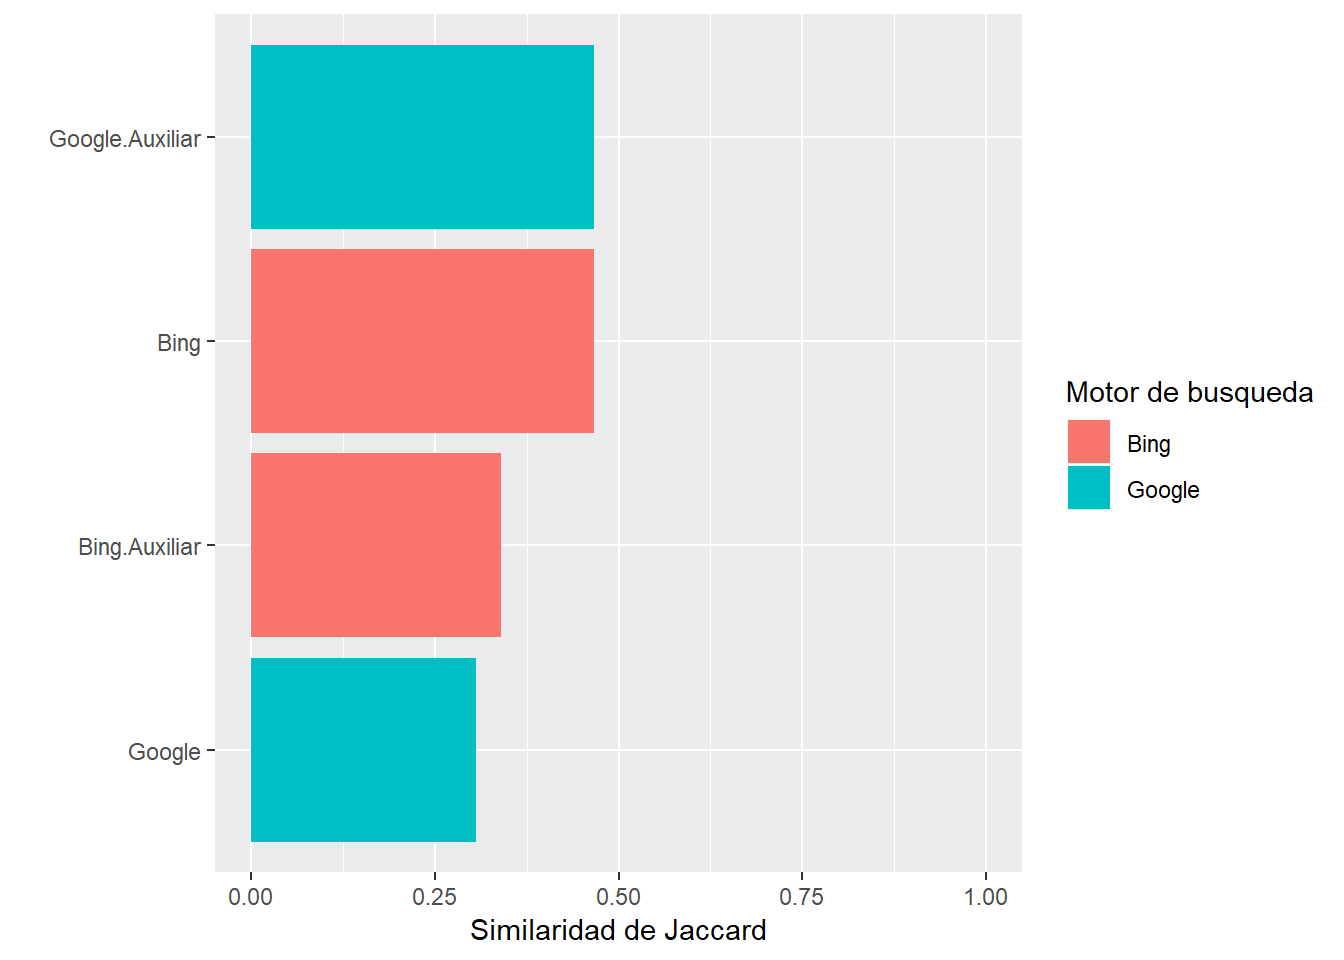 Google.Auxiliar
Bing
Bing.Auxiliar
Google
0.00 0.25 0.50 0.75 1.00
Similaridad de Jaccard
Motor de busqueda
Bing
Google